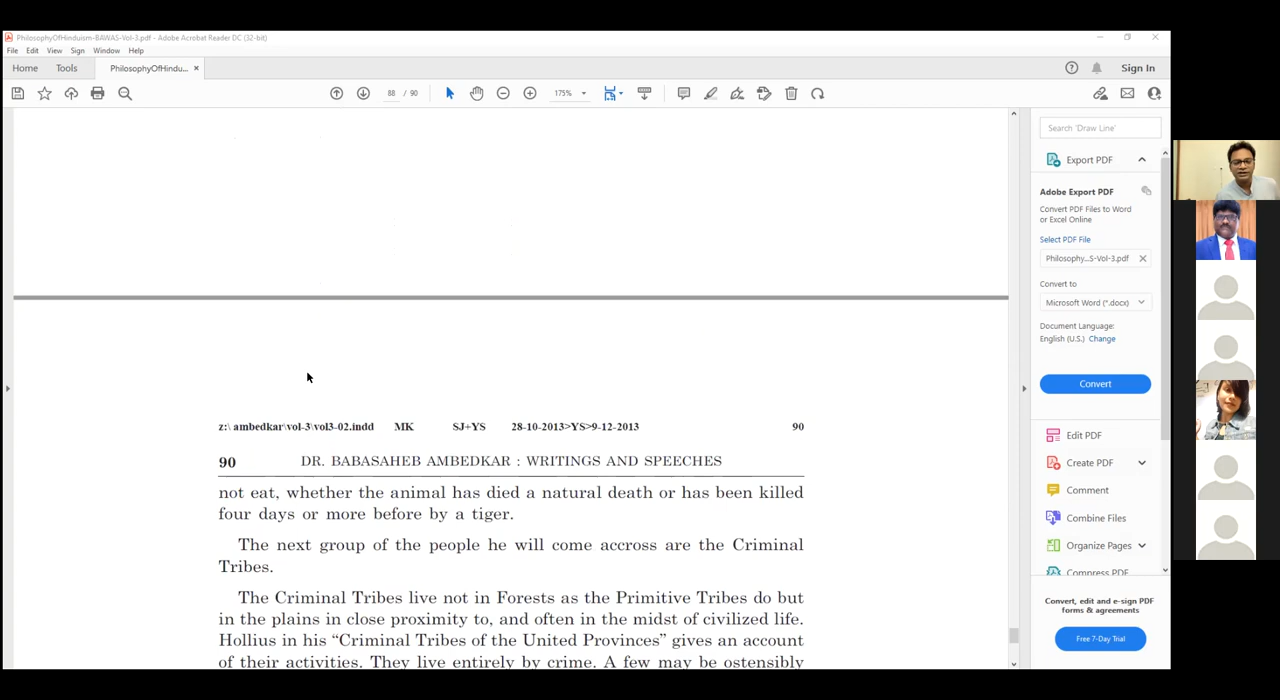 PhilosophyOfHinduism-BAWAS-Vol-3.pdf - Adobe Acrobat Reader DC (32-bit)
File Edit View Sign Window Help
Home Tools PhilosophyOfHindu... ×
Sign In
88 / 90 175%
Search 'Draw Line'
Export PDF
Adobe Export PDF
Convert PDF Files to Word
or Excel Online
Select PDF File
Philosophy...S-Vol-3.pdf
Convert to
Microsoft Word (*.docx)
Document Language:
English (U.S.) Change
Convert
Edit PDF
Create PDF
Comment
Combine Files
Organize Pages
Compress PDF
Convert, edit and e-sign PDF
forms & agreements
Free 7-Day Trial
z:\ ambedkar\vol-3\vol3-02.indd MK SJ+YS 28-10-2013>YS>9-12-2013 90
90 DR. BABASAHEB AMBEDKAR : WRITINGS AND SPEECHES
not eat, whether the animal has died a natural death or has been killed
four days or more before by a tiger.
The next group of the people he will come accross are the Criminal
Tribes.
The Criminal Tribes live not in Forests as the Primitive Tribes do but
in the plains in close proximity to, and often in the midst of civilized life.
Hollius in his “Criminal Tribes of the United Provinces” gives an account
of their activities. They live entirely by crime. A few may be ostensibly